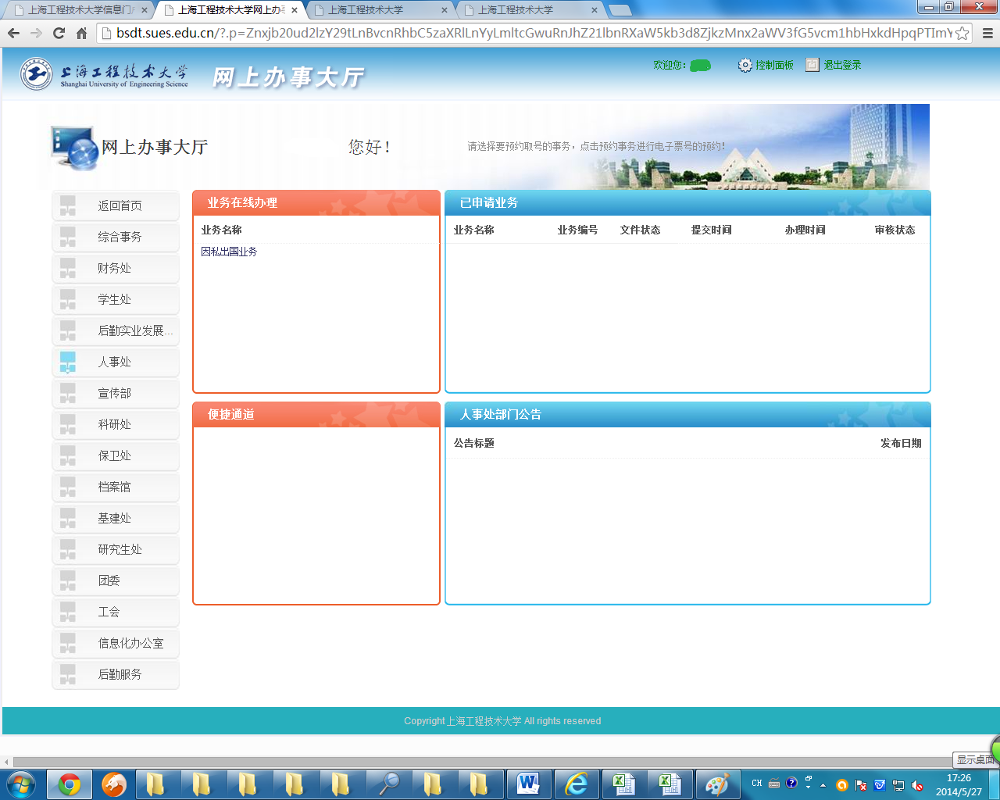 上海工程技术大学信息门户
上海工程技术大学网上办事
上海工程技术大学
上海工程技术大学
上海工程技术大学
Shanghai University of Engineering Science
网上办事大厅
欢迎您:
控制面板
退出登录
网上办事大厅
您好!
请选择要预约取号的事务，点击预约事务进行电子票号的预约!
返回首页
综合事务
财务处
学生处
后勤实业发展...
人事处
宣传部
科研处
保卫处
档案馆
基建处
研究生处
团委
工会
信息化办公室
后勤服务
业务在线办理
业务名称
因私出国业务
已申请业务
业务名称 业务编号 文件状态 提交时间 办理时间 审核状态
便捷通道
人事处部门公告
公告标题 发布日期
Copyright 上海工程技术大学 All rights reserved
显示桌面
CH
17:26
2014/5/27